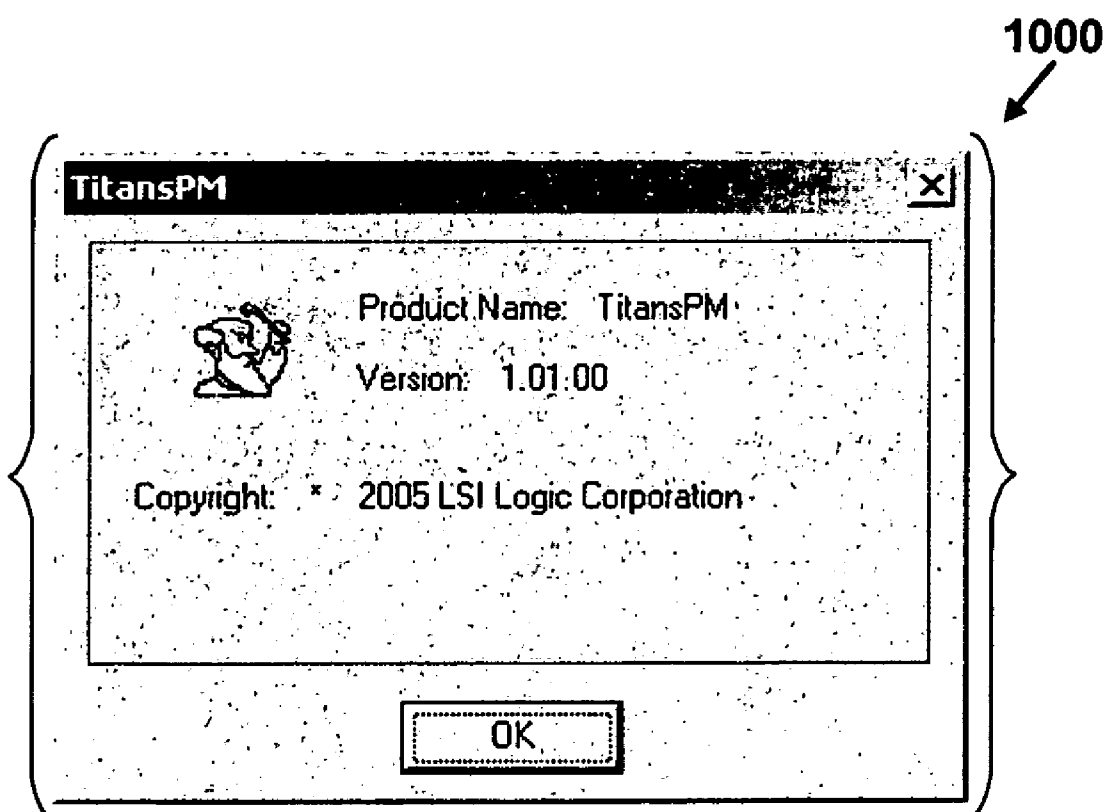 1000
TitansPM
Product Name: TitansPM
Version: 1.01.00
Copyright: * 2005 LSI Logic Corporation
OK